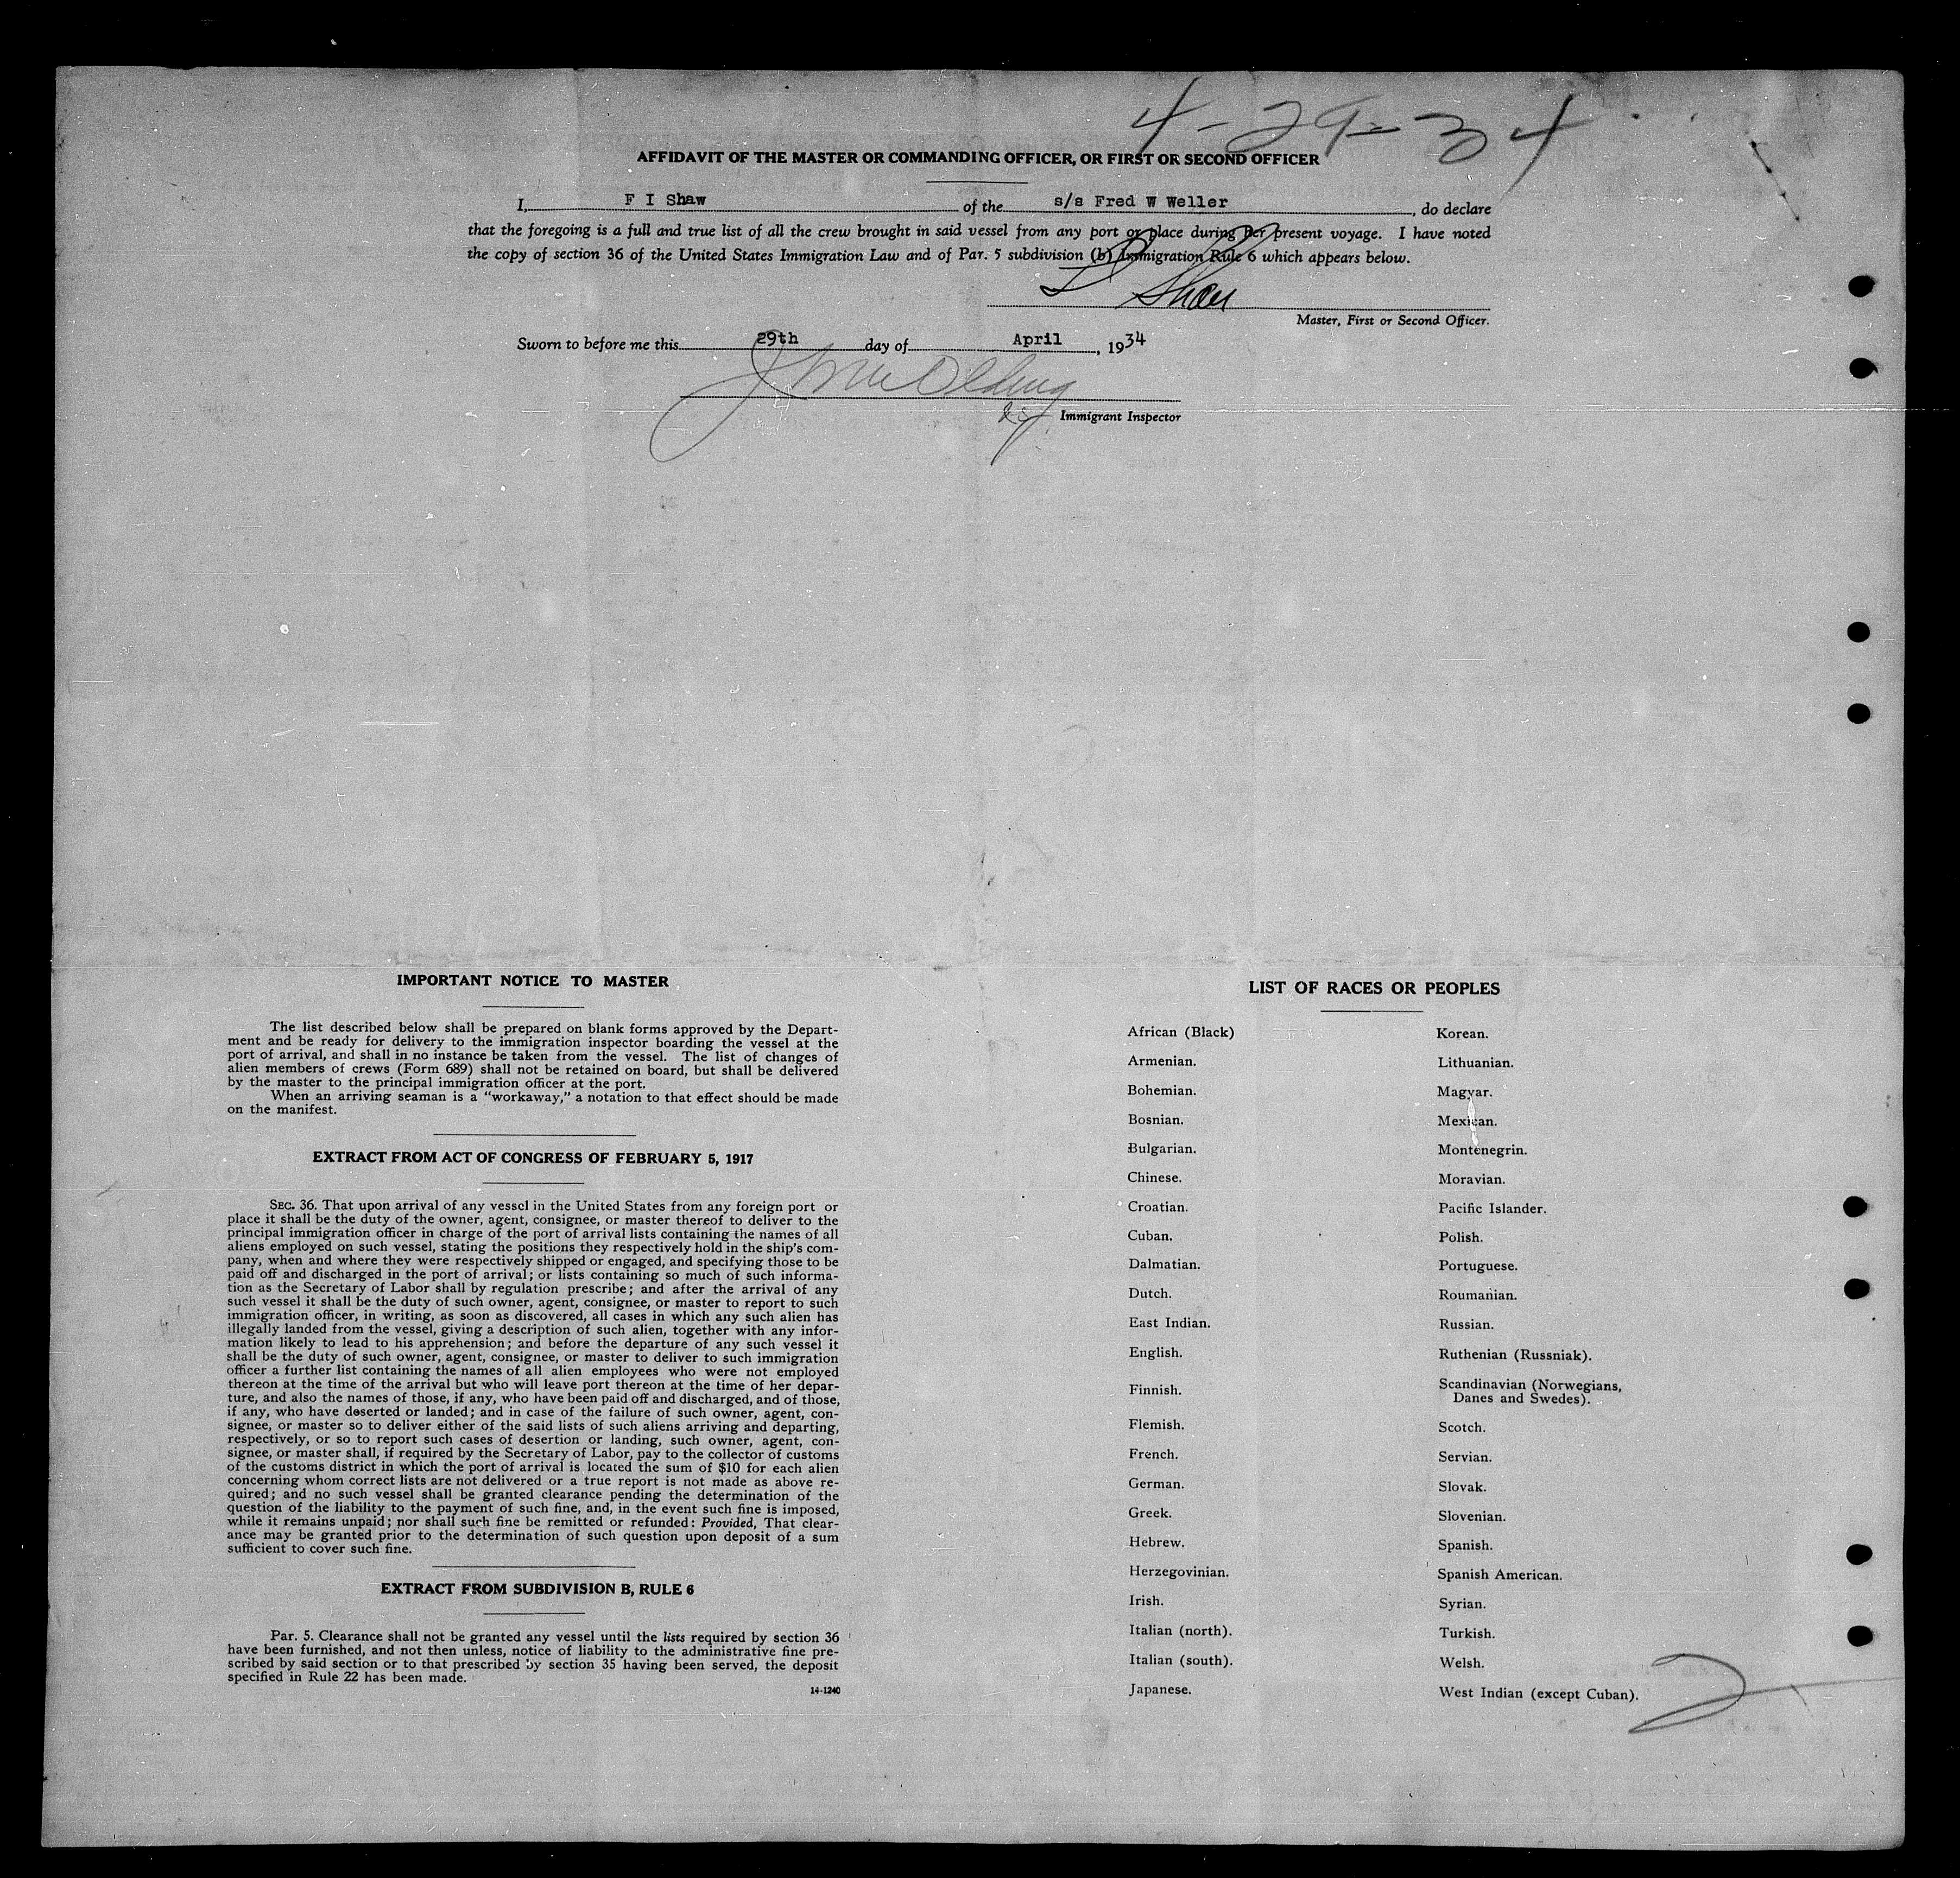 4-29-34
AFFIDAVIT OF THE MASTER OR COMMANDING OFFICER, OR FIRST OR SECOND OFFICER
I, F I Shaw of the s/s Fred W Weller, do declare
that the foregoing is a full and true list of all the crew brought in said vessel from any port or place during her present voyage. I have noted
the copy of section 36 of the United States Immigration Law and of Par. 5 subdivision (b) Immigration Rule 6 which appears below.
Shaw
Master, First or Second Officer.
Sworn to before me this 29th day of April, 1934
Immigrant Inspector
IMPORTANT NOTICE TO MASTER
The list described below shall be prepared on blank forms approved by the Depart-
ment and be ready for delivery to the immigration inspector boarding the vessel at the
port of arrival, and shall in no instance be taken from the vessel. The list of changes of
alien members of crews (Form 689) shall not be retained on board, but shall be delivered
by the master to the principal immigration officer at the port.
When an arriving seaman is a "workaway," a notation to that effect should be made
on the manifest.
EXTRACT FROM ACT OF CONGRESS OF FEBRUARY 5, 1917
SEC. 36. That upon arrival of any vessel in the United States from any foreign port or
place it shall be the duty of the owner, agent, consignee, or master thereof to deliver to the
principal immigration officer in charge of the port of arrival lists containing the names of all
aliens employed on such vessel, stating the positions they respectively hold in the ship's com-
pany, when and where they were respectively shipped or engaged, and specifying those to be
paid off and discharged in the port of arrival; or lists containing so much of such informa-
tion as the Secretary of Labor shall by regulation prescribe; and after the arrival of any
such vessel it shall be the duty of such owner, agent, consignee, or master to report to such
immigration officer, in writing, as soon as discovered, all cases in which any such alien has
illegally landed from the vessel, giving a description of such alien, together with any infor-
mation likely to lead to his apprehension; and before the departure of any such vessel it
shall be the duty of such owner, agent, consignee, or master to deliver to such immigration
officer a further list containing the names of all alien employees who were not employed
thereon at the time of the arrival but who will leave port thereon at the time of her depar-
ture, and also the names of those, if any, who have been paid off and discharged, and of those,
if any, who have deserted or landed; and in case of the failure of such owner, agent, con-
signee, or master so to deliver either of the said lists of such aliens arriving and departing,
respectively, or so to report such cases of desertion or landing, such owner, agent, con-
signee, or master shall, if required by the Secretary of Labor, pay to the collector of customs
of the customs district in which the port of arrival is located the sum of $10 for each alien
concerning whom correct lists are not delivered or a true report is not made as above re-
quired; and no such vessel shall be granted clearance pending the determination of the
question of the liability to the payment of such fine, and, in the event such fine is imposed,
while it remains unpaid; nor shall such fine be remitted or refunded: Provided, That clear-
ance may be granted prior to the determination of such question upon deposit of a sum
sufficient to cover such fine.
EXTRACT FROM SUBDIVISION B, RULE 6
Par. 5. Clearance shall not be granted any vessel until the lists required by section 36
have been furnished, and not then unless, notice of liability to the administrative fine pre-
scribed by said section or to that prescribed by section 35 having been served, the deposit
specified in Rule 22 has been made.
14-1240
LIST OF RACES OR PEOPLES
African (Black)
Armenian.
Bohemian.
Bosnian.
Bulgarian.
Chinese.
Croatian.
Cuban.
Dalmatian.
Dutch.
East Indian.
English.
Finnish.
Flemish.
French.
German.
Greek.
Hebrew.
Herzegovinian.
Irish.
Italian (north).
Italian (south).
Japanese.
Korean.
Lithuanian.
Magyar.
Mexican.
Montenegrin.
Moravian.
Pacific Islander.
Polish.
Portuguese.
Roumanian.
Russian.
Ruthenian (Russniak).
Scandinavian (Norwegians,
Danes and Swedes).
Scotch.
Servian.
Slovak.
Slovenian.
Spanish.
Spanish American.
Syrian.
Turkish.
Welsh.
West Indian (except Cuban).
2